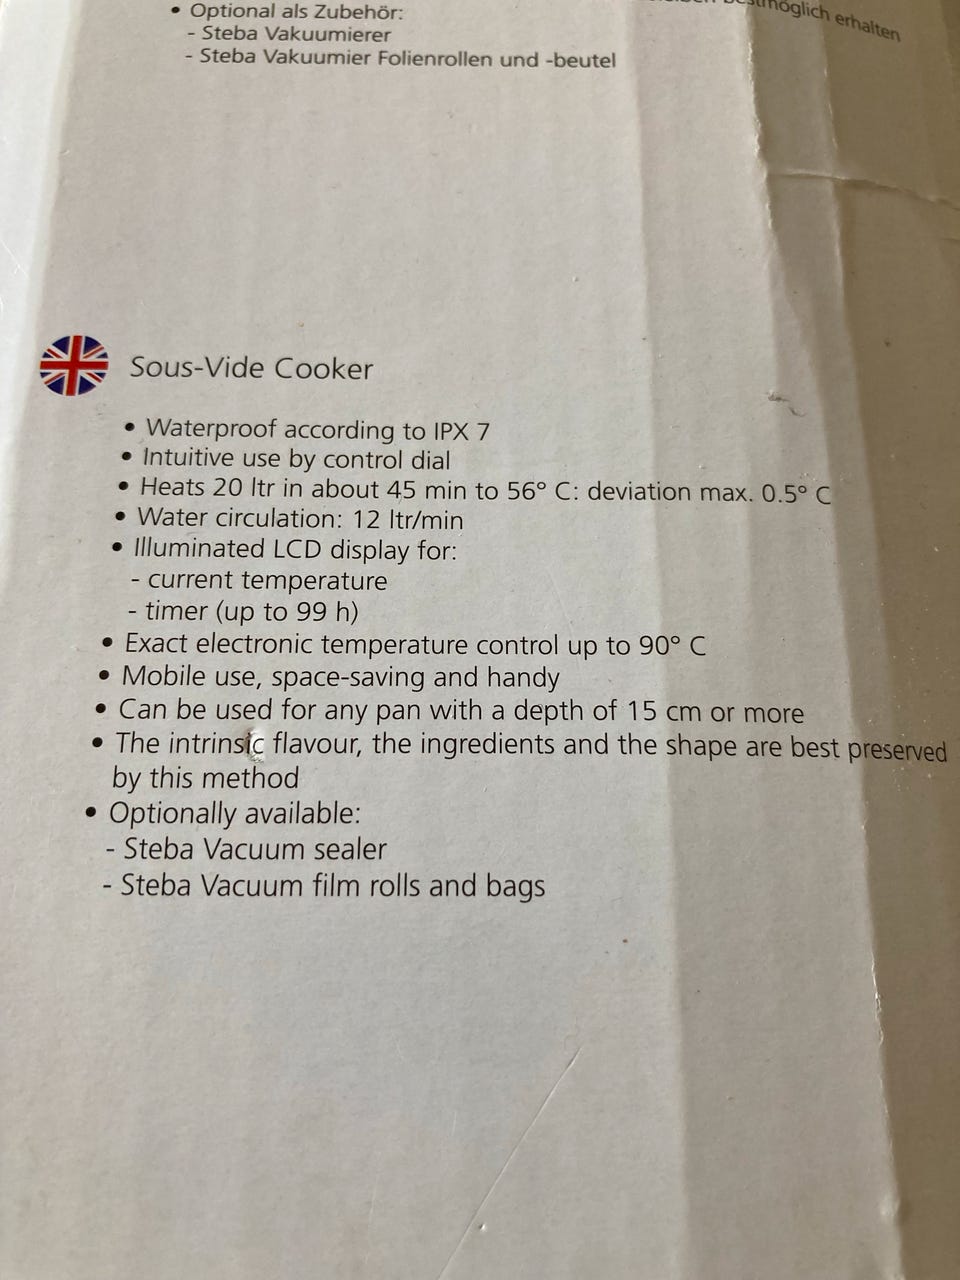 bestmöglich erhalten
• Optional als Zubehör:
- Steba Vakuumierer
- Steba Vakuumier Folienrollen und -beutel
Sous-Vide Cooker
• Waterproof according to IPX 7
• Intuitive use by control dial
• Heats 20 ltr in about 45 min to 56° C: deviation max. 0.5° C
• Water circulation: 12 ltr/min
• Illuminated LCD display for:
- current temperature
- timer (up to 99 h)
• Exact electronic temperature control up to 90° C
• Mobile use, space-saving and handy
• Can be used for any pan with a depth of 15 cm or more
• The intrinsic flavour, the ingredients and the shape are best preserved
by this method
• Optionally available:
- Steba Vacuum sealer
- Steba Vacuum film rolls and bags